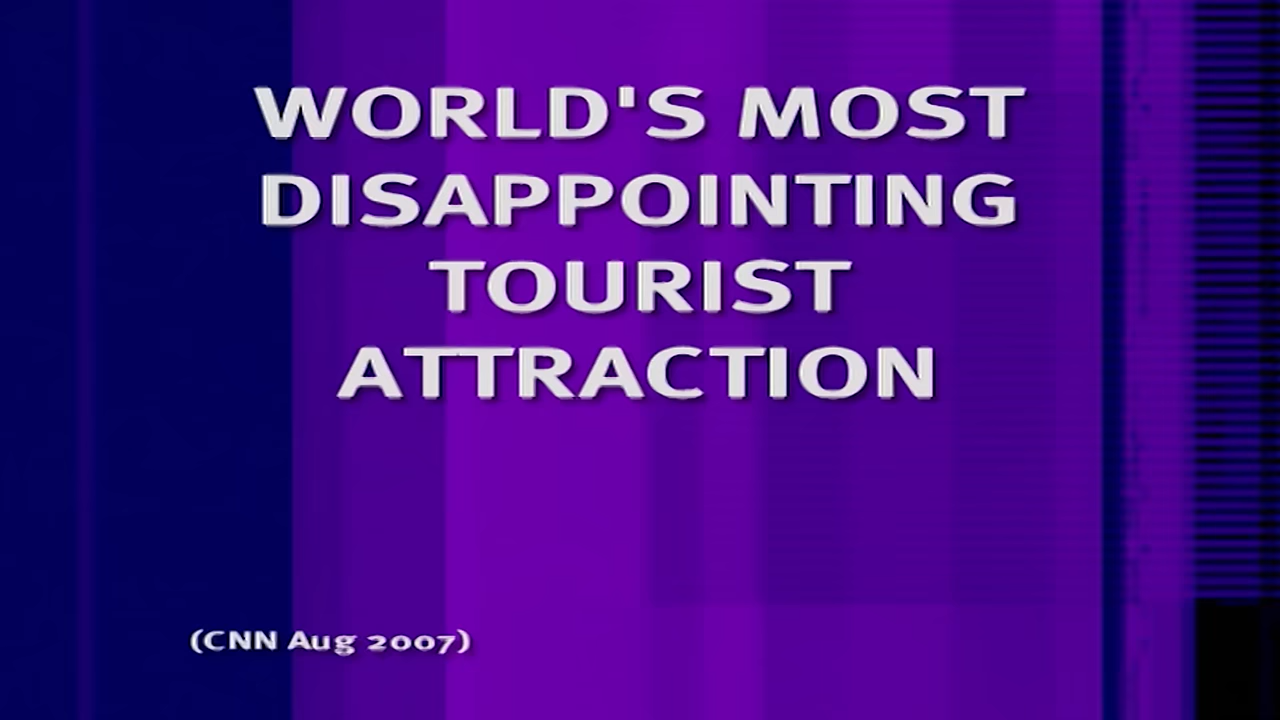 WORLD'S MOST
DISAPPOINTING
TOURIST
ATTRACTION
(CNN Aug 2007)